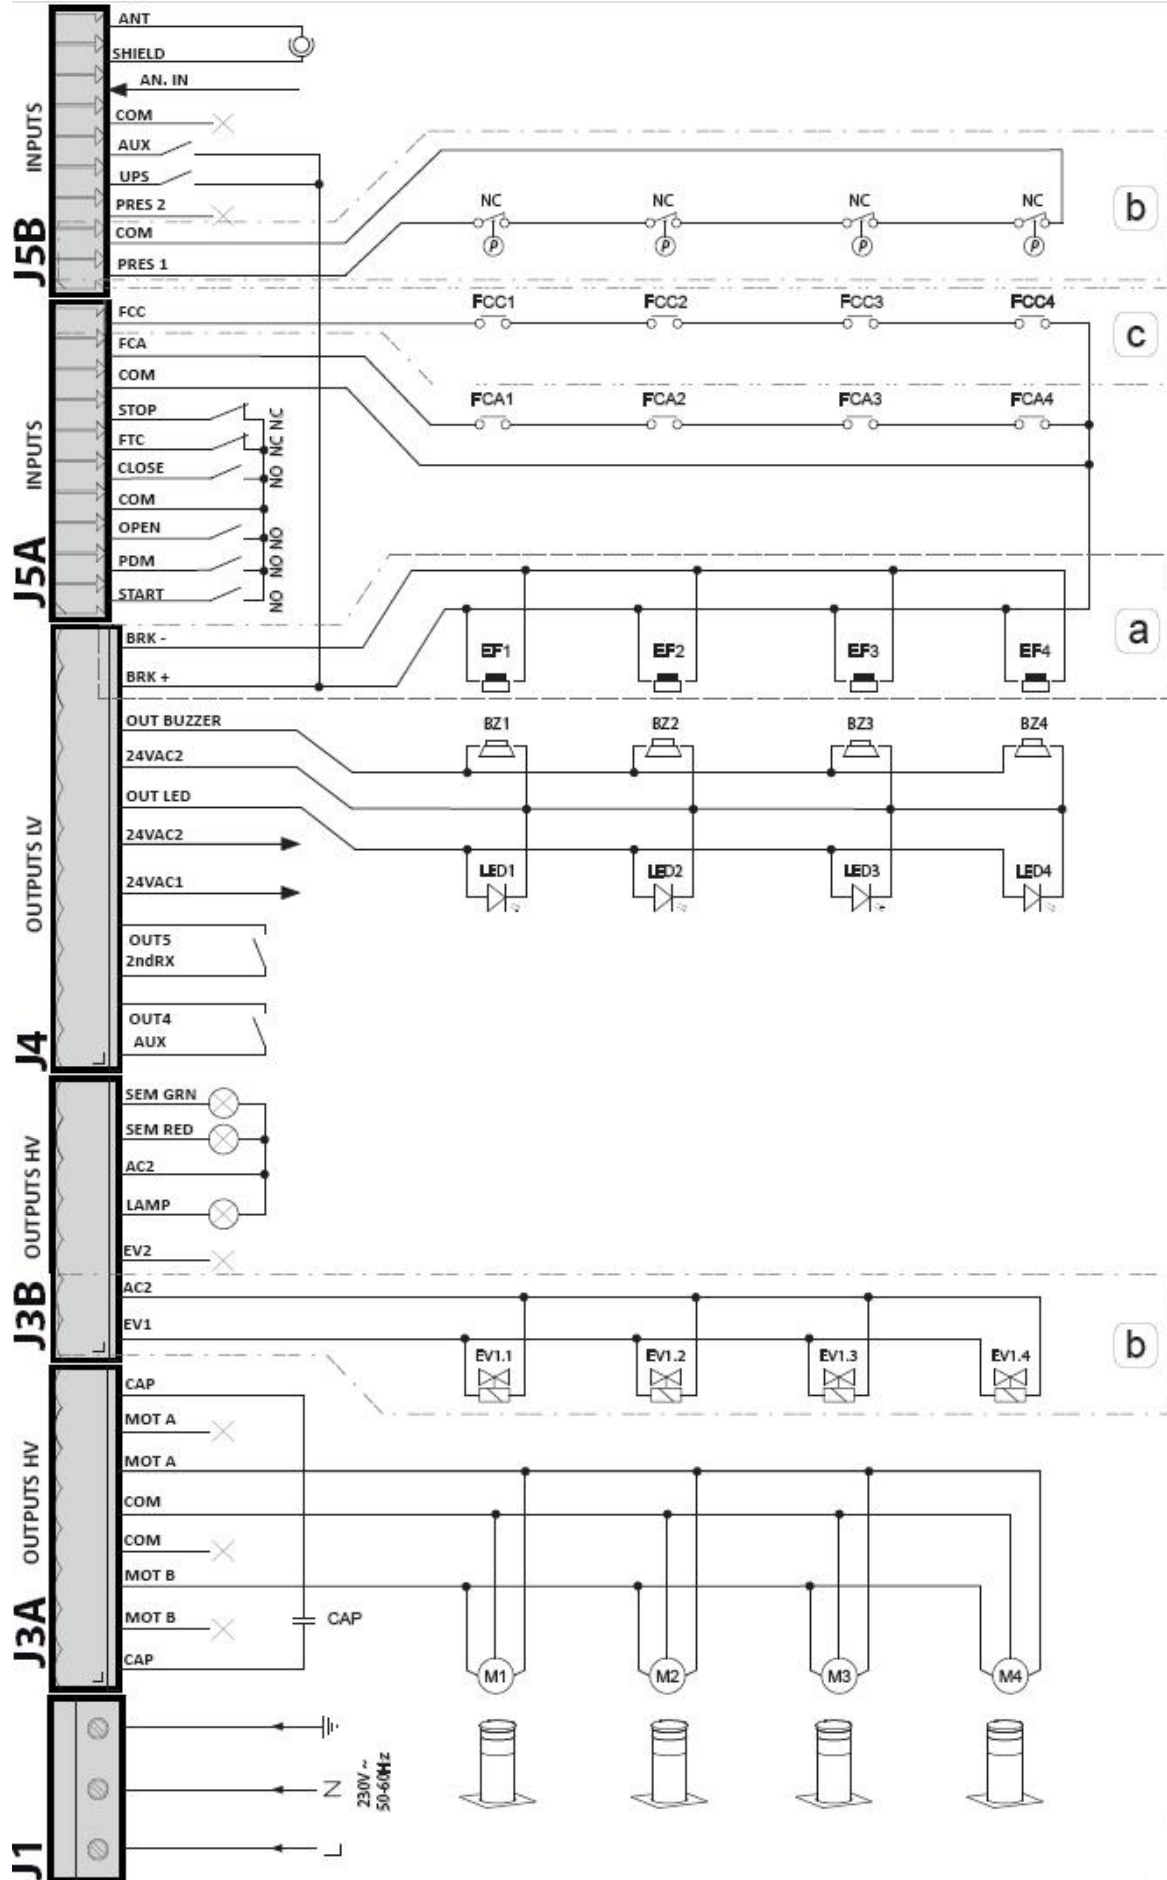 ANT
SHIELD
AN. IN
COM
AUX
UPS
PRES 2
COM
PRES 1
INPUTS
J5B
NC NC NC NC
P P P P
b
FCC
FCA
COM
STOP
FTC
CLOSE
COM
OPEN
PDM
START
INPUTS
J5A
NC
NC
NO
NO
NO
NO
FCC1 FCC2 FCC3 FCC4
c
FCA1 FCA2 FCA3 FCA4
BRK -
BRK +
EF1 EF2 EF3 EF4
a
OUT BUZZER
24VAC2
OUT LED
24VAC2
24VAC1
OUT5
2ndRX
OUT4
AUX
OUTPUTS LV
J4
BZ1 BZ2 BZ3 BZ4
LED1 LED2 LED3 LED4
SEM GRN
SEM RED
AC2
LAMP
EV2
AC2
EV1
OUTPUTS HV
J3B
EV1.1 EV1.2 EV1.3 EV1.4
b
CAP
MOT A
MOT A
COM
COM
MOT B
MOT B
CAP
OUTPUTS HV
J3A
CAP
M1 M2 M3 M4
N
L
230V ~
50-60Hz
J1